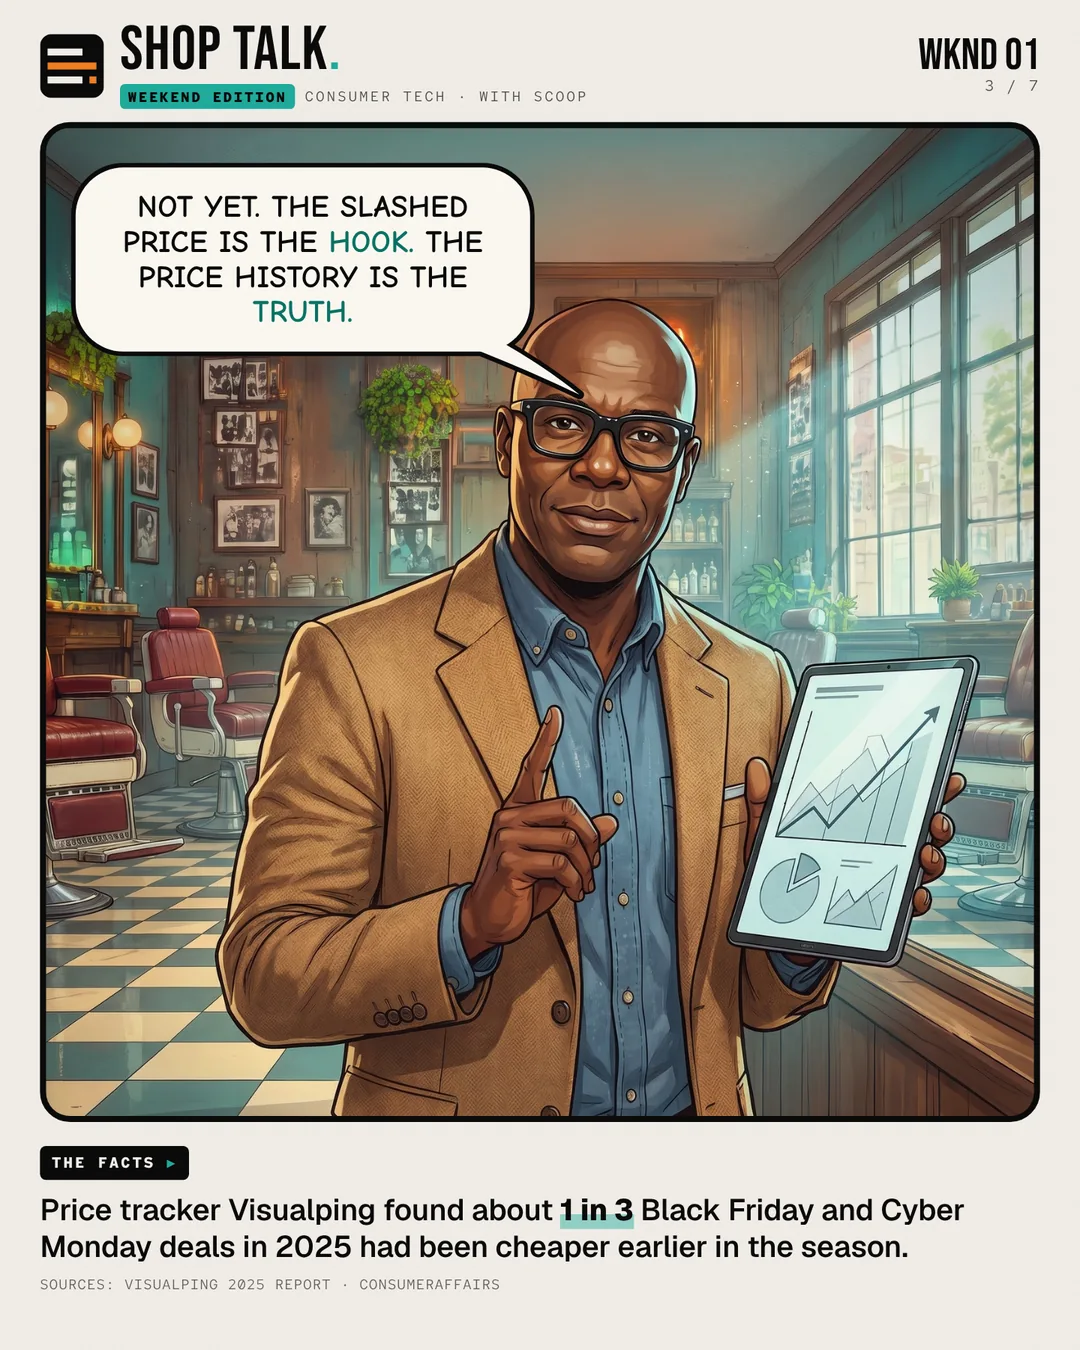 SHOP TALK.
WEEKEND EDITION CONSUMER TECH · WITH SCOOP
WKND 01
3 / 7
NOT YET. THE SLASHED
PRICE IS THE HOOK. THE
PRICE HISTORY IS THE
TRUTH.
THE FACTS ▸
Price tracker Visualping found about 1 in 3 Black Friday and Cyber
Monday deals in 2025 had been cheaper earlier in the season.
SOURCES: VISUALPING 2025 REPORT · CONSUMERAFFAIRS